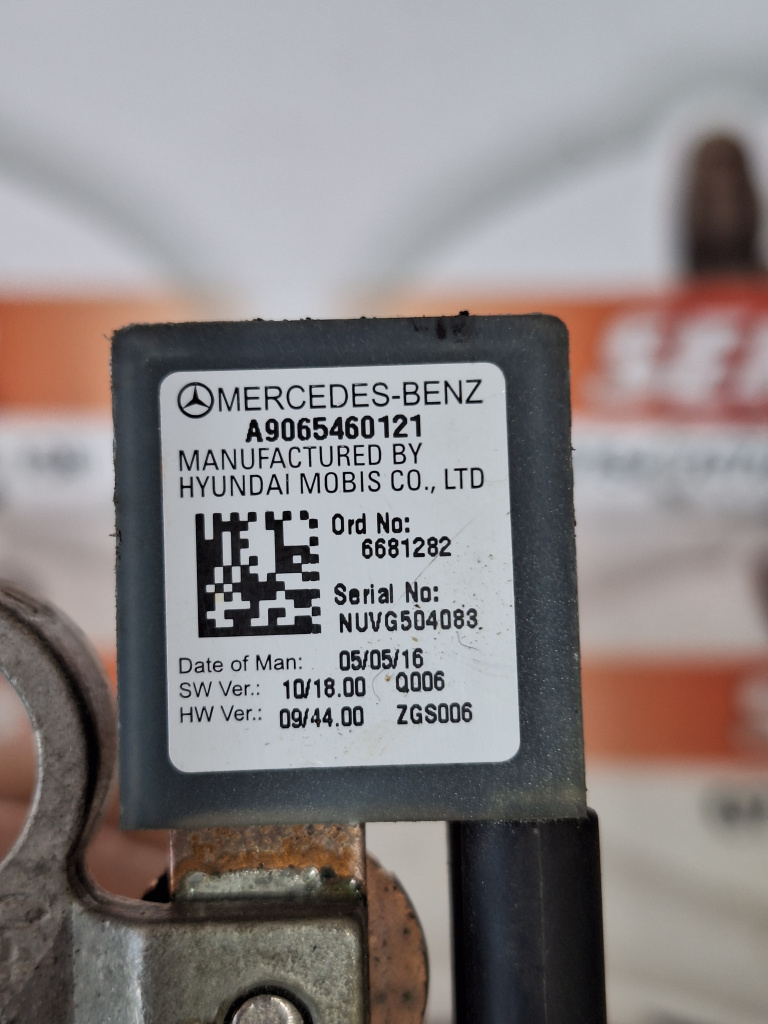 MERCEDES-BENZ
A9065460121
MANUFACTURED BY
HYUNDAI MOBIS CO., LTD
Ord No:
6681282
Serial No:
NUVG504083
Date of Man: 05/05/16
SW Ver.: 10/18.00 Q006
HW Ver.: 09/44.00 ZGS006